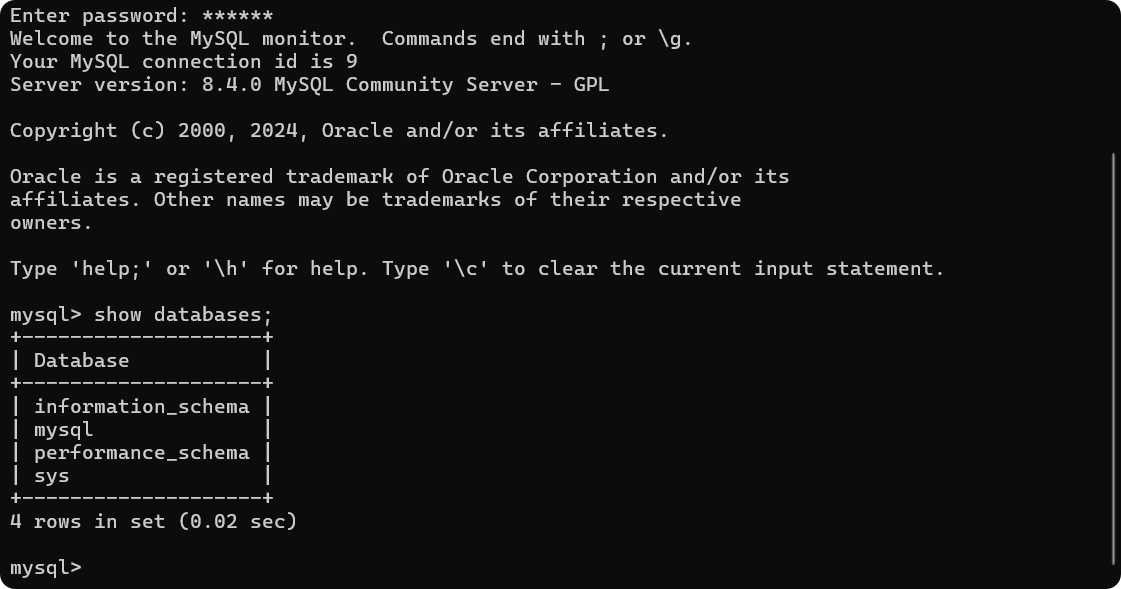 Enter password: ******
Welcome to the MySQL monitor.  Commands end with ; or \g.
Your MySQL connection id is 9
Server version: 8.4.0 MySQL Community Server - GPL

Copyright (c) 2000, 2024, Oracle and/or its affiliates.

Oracle is a registered trademark of Oracle Corporation and/or its
affiliates. Other names may be trademarks of their respective
owners.

Type 'help;' or '\h' for help. Type '\c' to clear the current input statement.

mysql> show databases;
+--------------------+
| Database           |
+--------------------+
| information_schema |
| mysql              |
| performance_schema |
| sys                |
+--------------------+
4 rows in set (0.02 sec)

mysql>